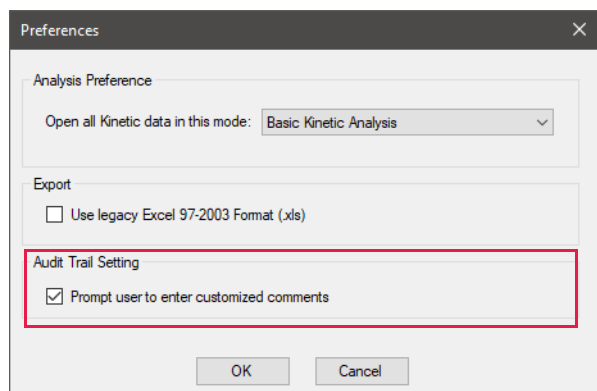 Preferences
Analysis Preference
Open all Kinetic data in this mode: Basic Kinetic Analysis
Export
Use legacy Excel 97-2003 Format (.xls)
Audit Trail Setting
Prompt user to enter customized comments
OK Cancel